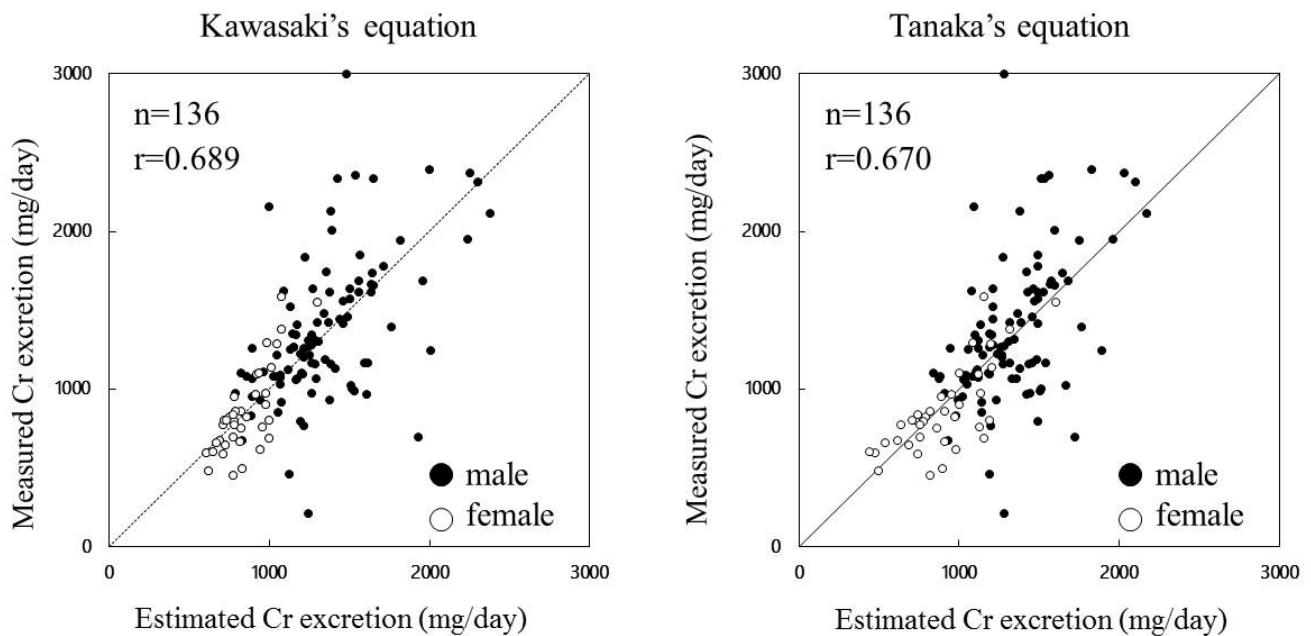 Kawasaki’s equation
3000
2000
1000
0
0
1000
2000
3000
n=136
r=0.689
male
female
Measured Cr excretion (mg/day)
Estimated Cr excretion (mg/day)
Tanaka’s equation
3000
2000
1000
0
0
1000
2000
3000
n=136
r=0.670
male
female
Measured Cr excretion (mg/day)
Estimated Cr excretion (mg/day)